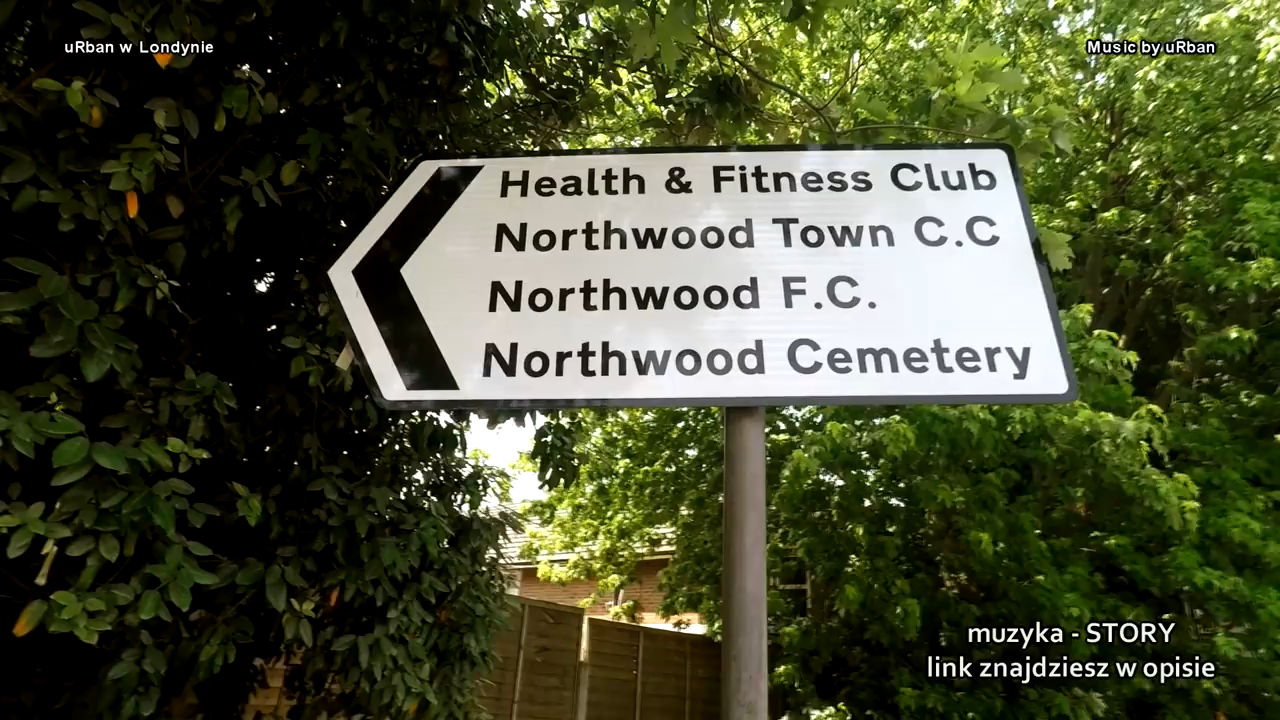 uRban w Londynie
Music by uRban
Health & Fitness Club
Northwood Town C.C
Northwood F.C.
Northwood Cemetery
muzyka - STORY
link znajdziesz w opisie